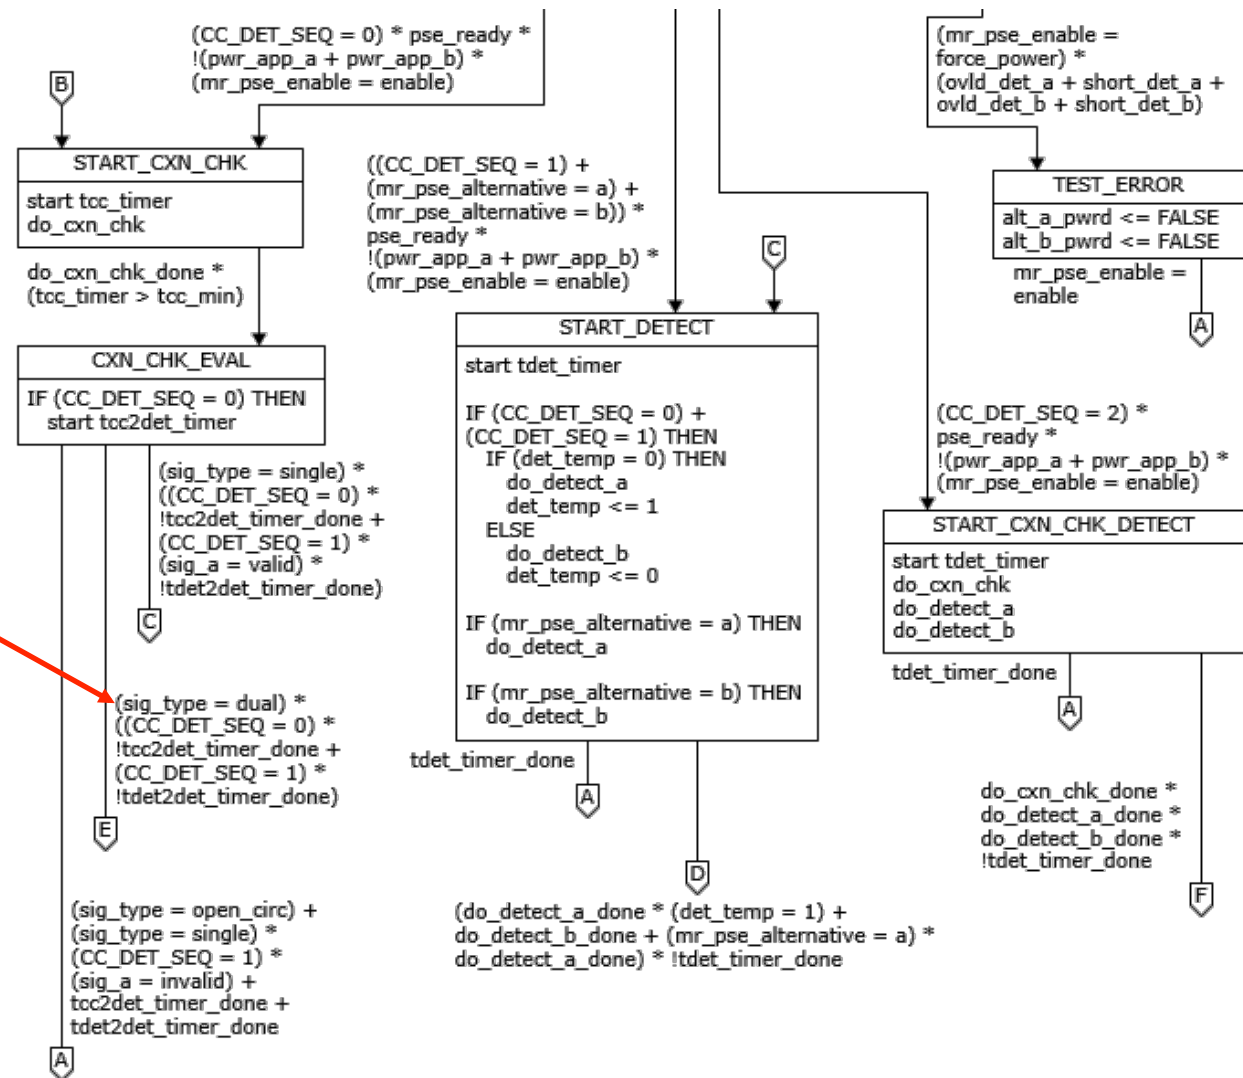 (CC_DET_SEQ = 0) * pse_ready *
!(pwr_app_a + pwr_app_b) *
(mr_pse_enable = enable)
B
START_CXN_CHK
start tcc_timer
do_cxn_chk
do_cxn_chk_done *
(tcc_timer > tcc_min)
CXN_CHK_EVAL
IF (CC_DET_SEQ = 0) THEN
start tcc2det_timer
(sig_type = single) *
((CC_DET_SEQ = 0) *
!tcc2det_timer_done +
(CC_DET_SEQ = 1) *
(sig_a = valid) *
!tdet2det_timer_done)
C
(sig_type = dual) *
((CC_DET_SEQ = 0) *
!tcc2det_timer_done +
(CC_DET_SEQ = 1) *
!tdet2det_timer_done)
E
(sig_type = open_circ) +
(sig_type = single) *
(CC_DET_SEQ = 1) *
(sig_a = invalid) +
tcc2det_timer_done +
tdet2det_timer_done
A
((CC_DET_SEQ = 1) +
(mr_pse_alternative = a) +
(mr_pse_alternative = b)) *
pse_ready *
!(pwr_app_a + pwr_app_b) *
(mr_pse_enable = enable)
C
START_DETECT
start tdet_timer
IF (CC_DET_SEQ = 0) +
(CC_DET_SEQ = 1) THEN
IF (det_temp = 0) THEN
do_detect_a
det_temp <= 1
ELSE
do_detect_b
det_temp <= 0
IF (mr_pse_alternative = a) THEN
do_detect_a
IF (mr_pse_alternative = b) THEN
do_detect_b
tdet_timer_done
A
D
(do_detect_a_done * (det_temp = 1) +
do_detect_b_done + (mr_pse_alternative = a) *
do_detect_a_done) * !tdet_timer_done
(mr_pse_enable =
force_power) *
(ovld_det_a + short_det_a +
ovld_det_b + short_det_b)
TEST_ERROR
alt_a_pwrd <= FALSE
alt_b_pwrd <= FALSE
mr_pse_enable =
enable
A
(CC_DET_SEQ = 2) *
pse_ready *
!(pwr_app_a + pwr_app_b) *
(mr_pse_enable = enable)
START_CXN_CHK_DETECT
start tdet_timer
do_cxn_chk
do_detect_a
do_detect_b
tdet_timer_done
A
do_cxn_chk_done *
do_detect_a_done *
do_detect_b_done *
!tdet_timer_done
F